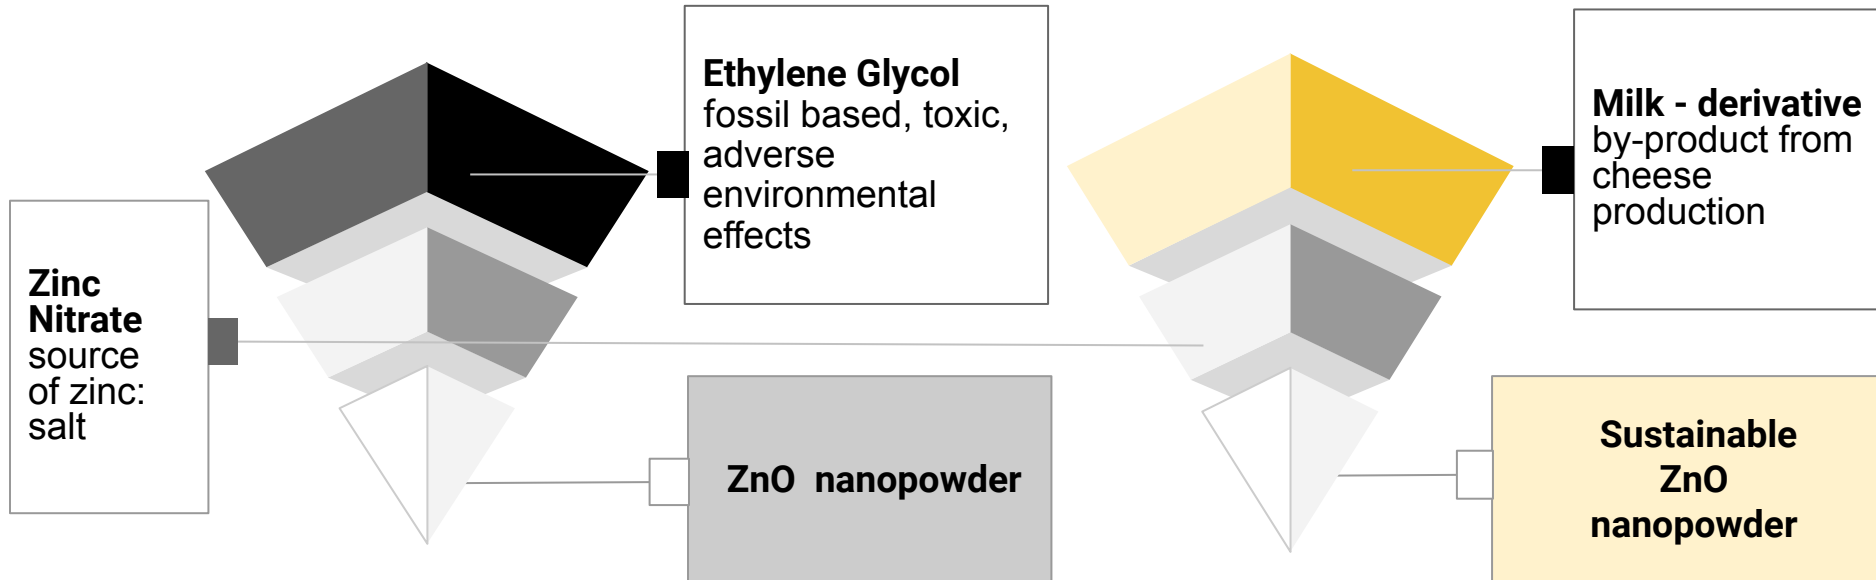 Zinc
Nitrate
source
of zinc:
salt
Ethylene Glycol
fossil based, toxic,
adverse
environmental
effects
ZnO nanopowder
Milk - derivative
by-product from
cheese
production
Sustainable
ZnO
nanopowder